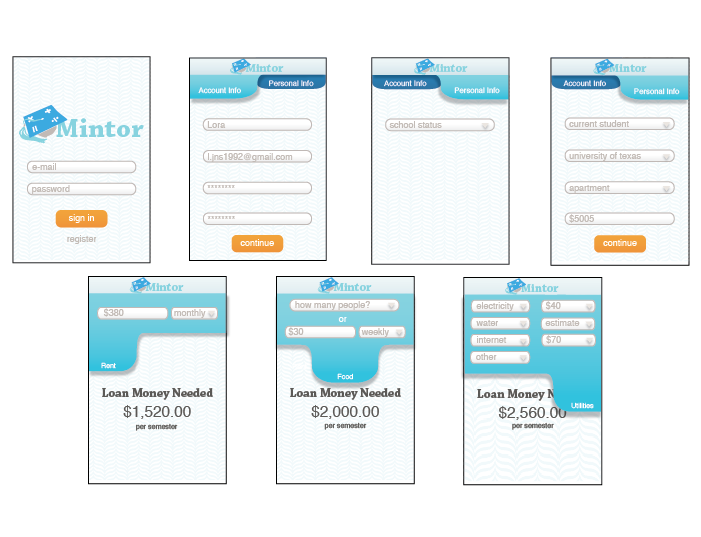 Mintor
e-mail
password
sign in
register
Mintor
Account Info
Personal Info
Lora
Ljns1992@gmail.com
********
********
continue
Mintor
Account Info
Personal Info
school status
Mintor
Account Info
Personal Info
current student
university of texas
apartment
$5005
continue
Mintor
$380
monthly
Rent
Loan Money Needed
$1,520.00
per semester
Mintor
how many people?
or
$30
weekly
Food
Loan Money Needed
$2,000.00
per semester
Mintor
electricity
$40
water
estimate
internet
$70
other
Loan Money N
$2,560.00
Utilities
per semester